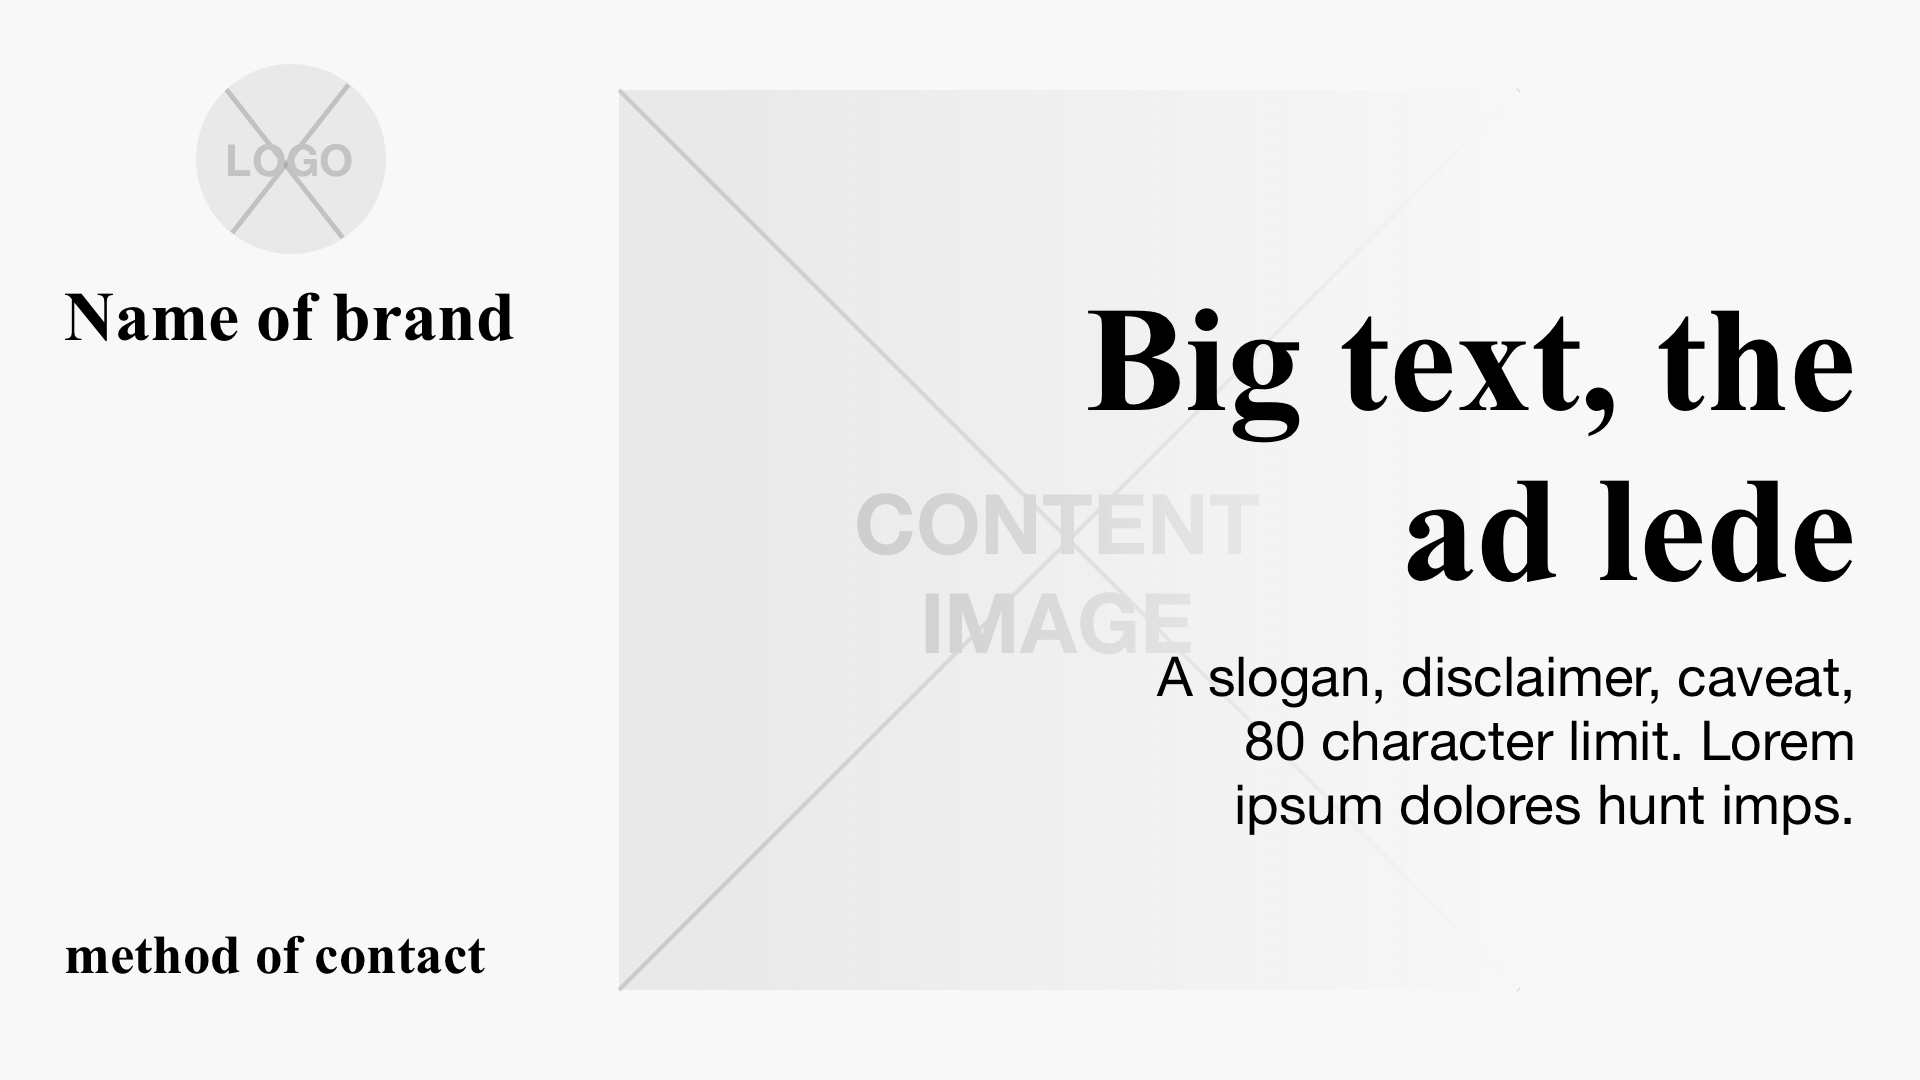 LOGO
Name of brand
CONTENT
IMAGE
Big text, the
ad lede
A slogan, disclaimer, caveat,
80 character limit. Lorem
ipsum dolores hunt imps.
method of contact